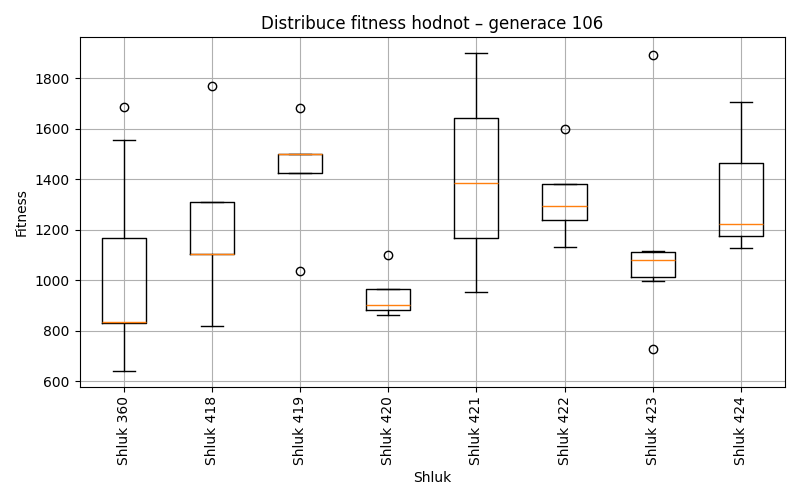 Distribuce fitness hodnot – generace 106
Fitness
1800
1600
1400
1200
1000
800
600
Shluk 360
Shluk 418
Shluk 419
Shluk 420
Shluk 421
Shluk 422
Shluk 423
Shluk 424
Shluk